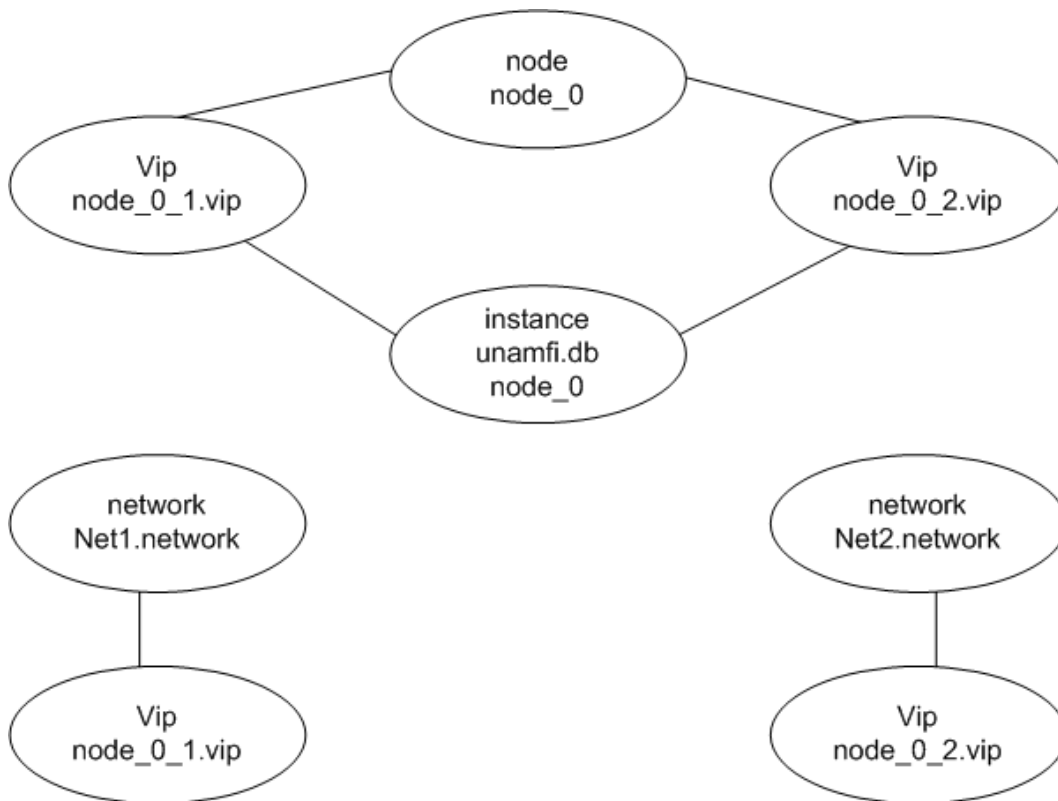 node
node_0
Vip
node_0_1.vip
Vip
node_0_2.vip
instance
unamfi.db
node_0
network
Net1.network
network
Net2.network
Vip
node_0_1.vip
Vip
node_0_2.vip